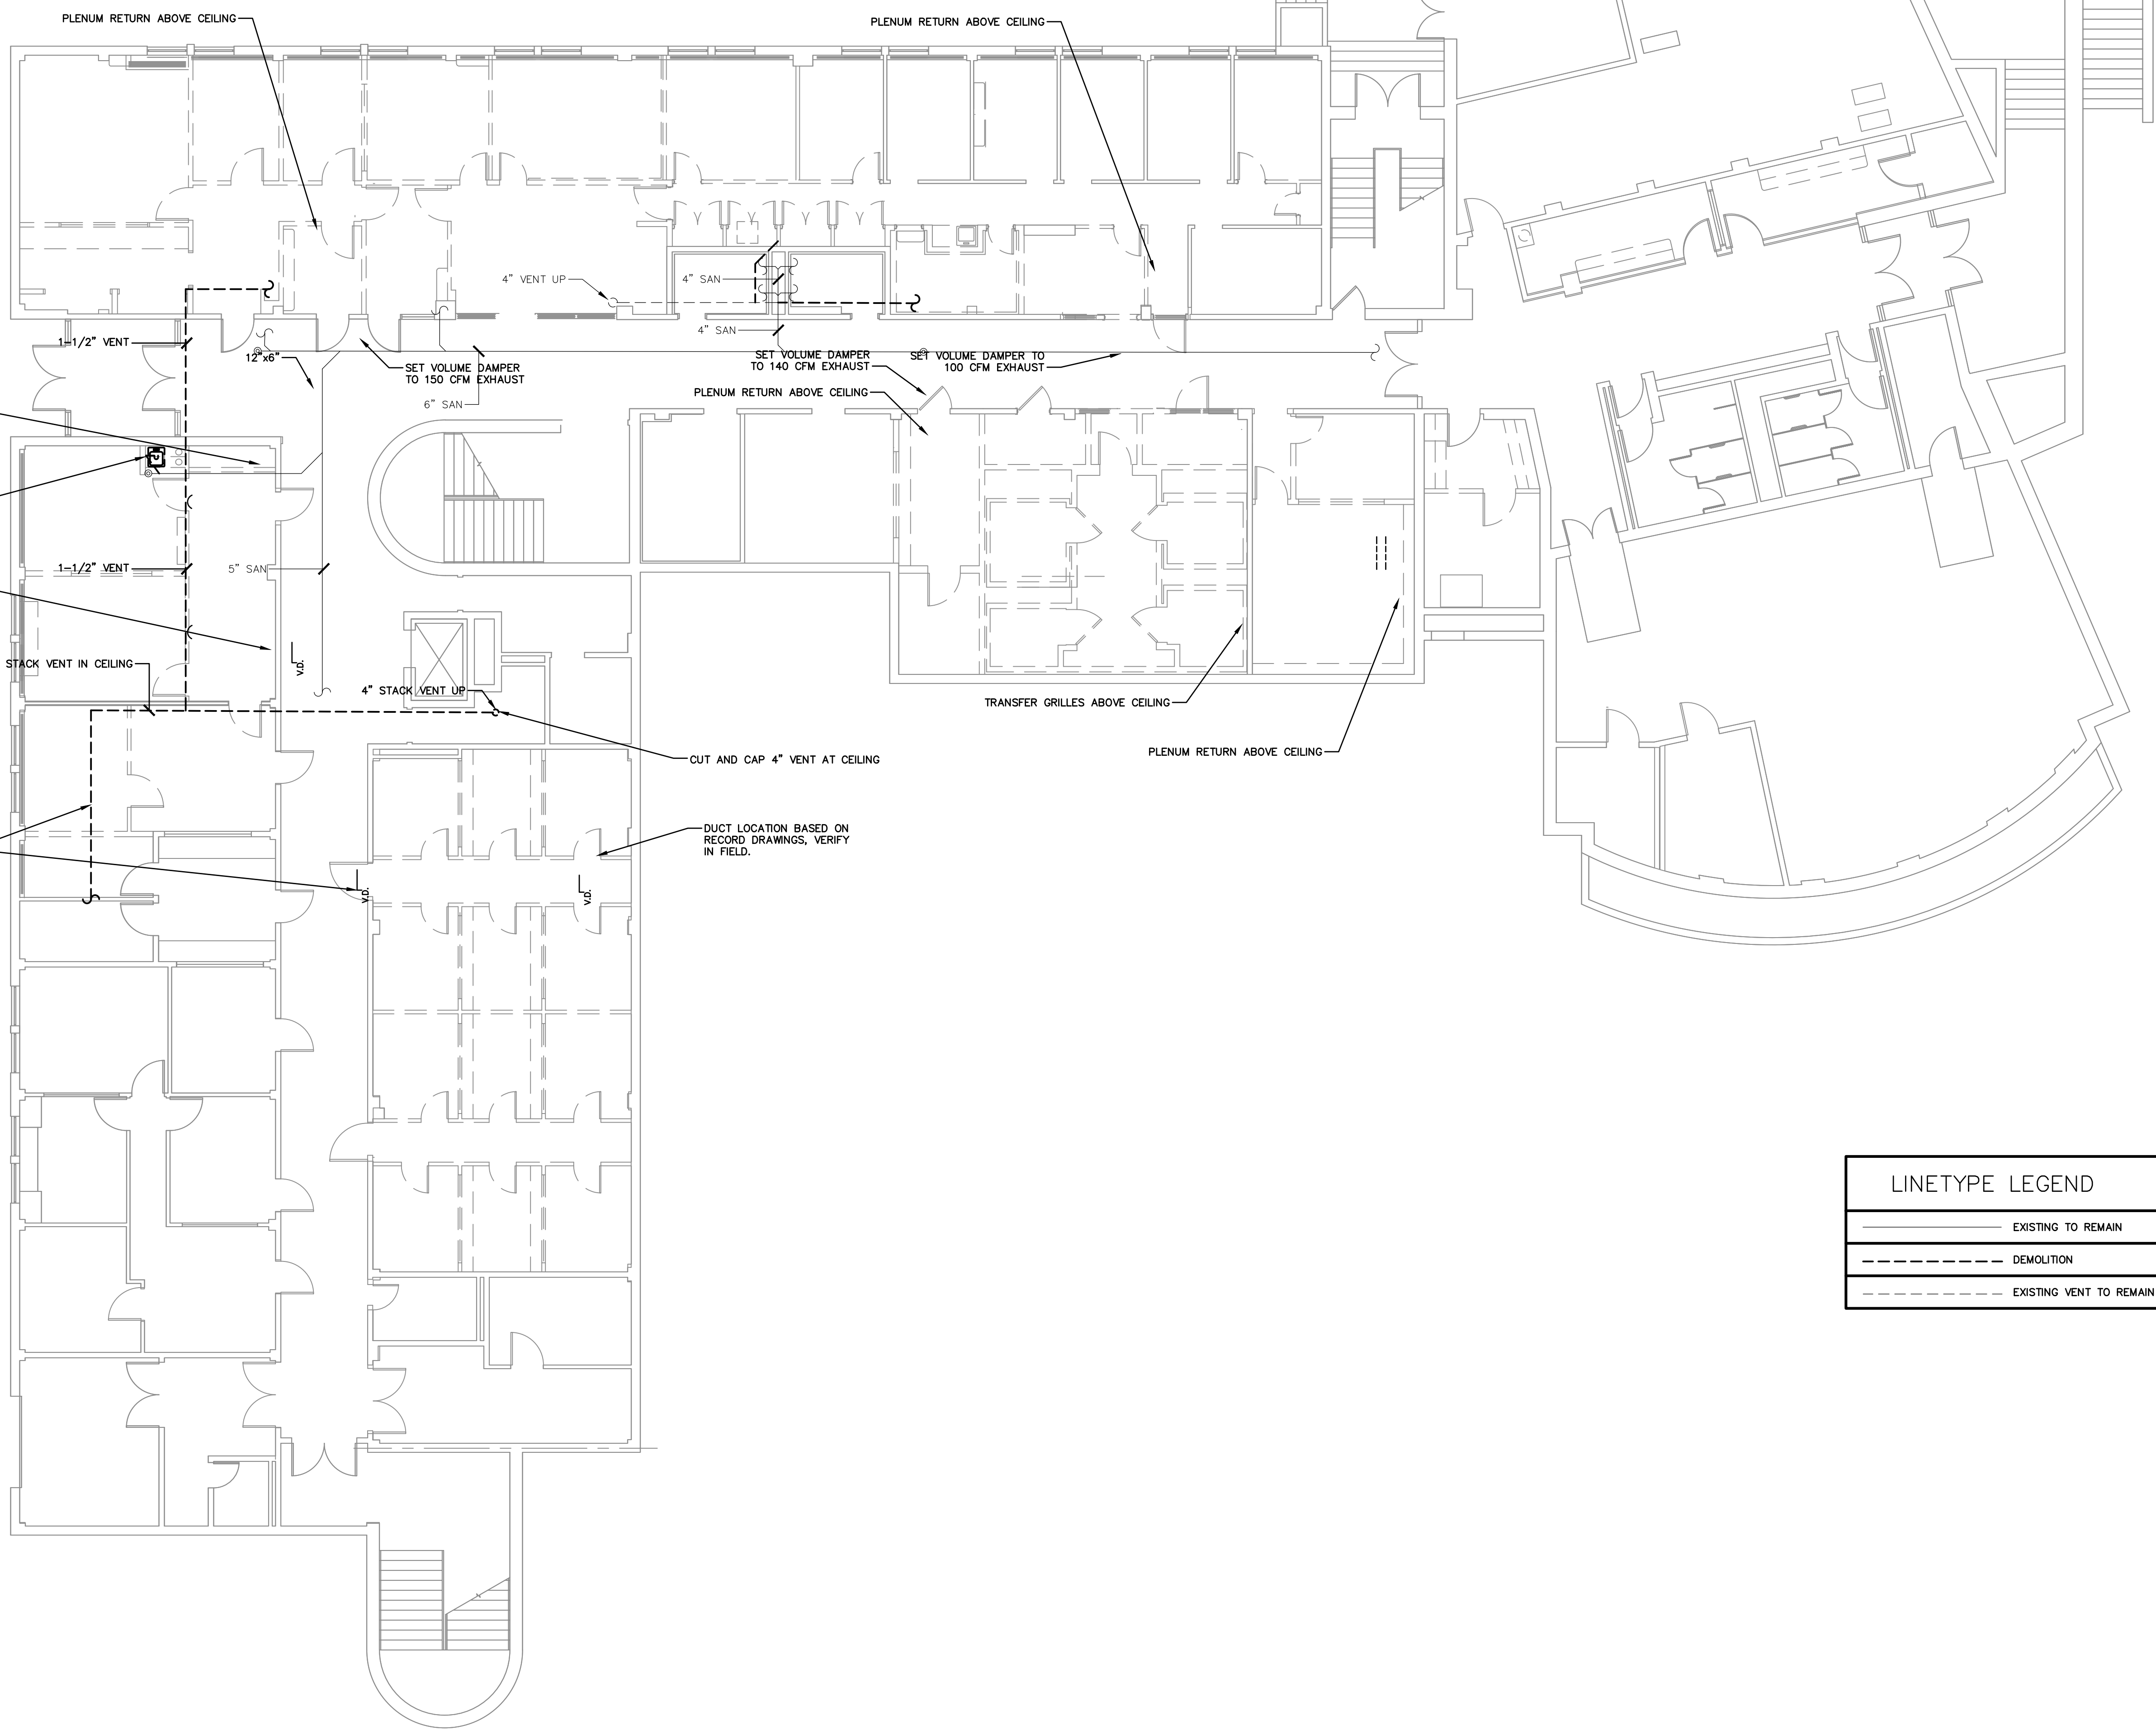 PLENUM RETURN ABOVE CEILING
PLENUM RETURN ABOVE CEILING
4" VENT UP
4" SAN
4" SAN
1-1/2" VENT
12"x6"
SET VOLUME DAMPER
TO 150 CFM EXHAUST
6" SAN
SET VOLUME DAMPER
TO 140 CFM EXHAUST
SET VOLUME DAMPER TO
100 CFM EXHAUST
PLENUM RETURN ABOVE CEILING
1-1/2" VENT
5" SAN
V.D.
STACK VENT IN CEILING
4" STACK VENT UP
TRANSFER GRILLES ABOVE CEILING
PLENUM RETURN ABOVE CEILING
CUT AND CAP 4" VENT AT CEILING
DUCT LOCATION BASED ON
RECORD DRAWINGS, VERIFY
IN FIELD.
V.D.
V.D.
LINETYPE LEGEND
EXISTING TO REMAIN
DEMOLITION
EXISTING VENT TO REMAIN